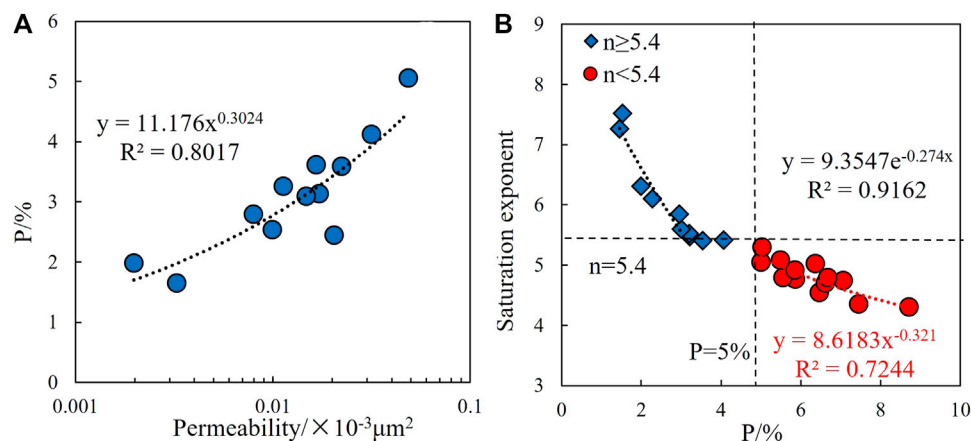 A
P/%
6
5
4
3
2
1
0
0.001
0.01
0.1
Permeability/×10⁻³μm²
y = 11.176x^0.3024
R² = 0.8017
B
Saturation exponent
9
8
7
6
5
4
3
0
2
4
6
8
10
P/%
n≥5.4
n<5.4
y = 9.3547e^-0.274x
R² = 0.9162
n=5.4
P=5%
y = 8.6183x^-0.321
R² = 0.7244